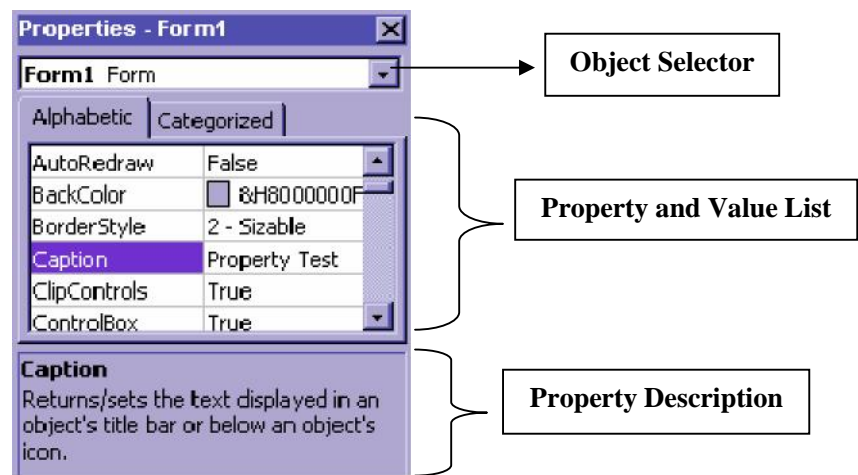 Properties - Form1
Form1 Form
Object Selector
Alphabetic Categorized
AutoRedraw False
BackColor &H8000000F
BorderStyle 2 - Sizable
Property and Value List
Caption Property Test
ClipControls True
ControlBox True
Caption
Returns/sets the text displayed in an
object's title bar or below an object's
icon.
Property Description